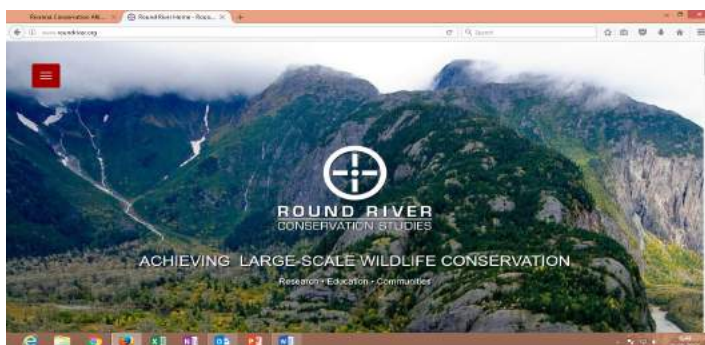 Round River Home - Roun...
www.roundriver.org
Search
ROUND RIVER
CONSERVATION STUDIES
ACHIEVING LARGE-SCALE WILDLIFE CONSERVATION
Research • Education • Communities